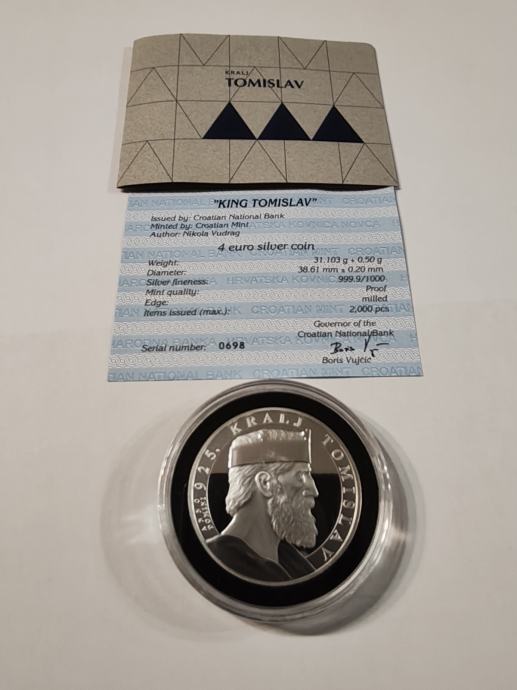 KRALJ
TOMISLAV
"KING TOMISLAV"
Issued by: Croatian National Bank
Minted by: Croatian Mint
Author: Nikola Vudrag
4 euro silver coin
Weight: 31.103 g + 0,50 g
Diameter: 38.61 mm ± 0.20 mm
Silver fineness: 999.9/1000
Mint quality: Proof
Edge: milled
Items issued (max.): 2,000 pcs
Governor of the
Croatian National Bank
Serial number: 0698
Boris Vujčić
ANNO DOMINI 925. KRALJ TOMISLAV